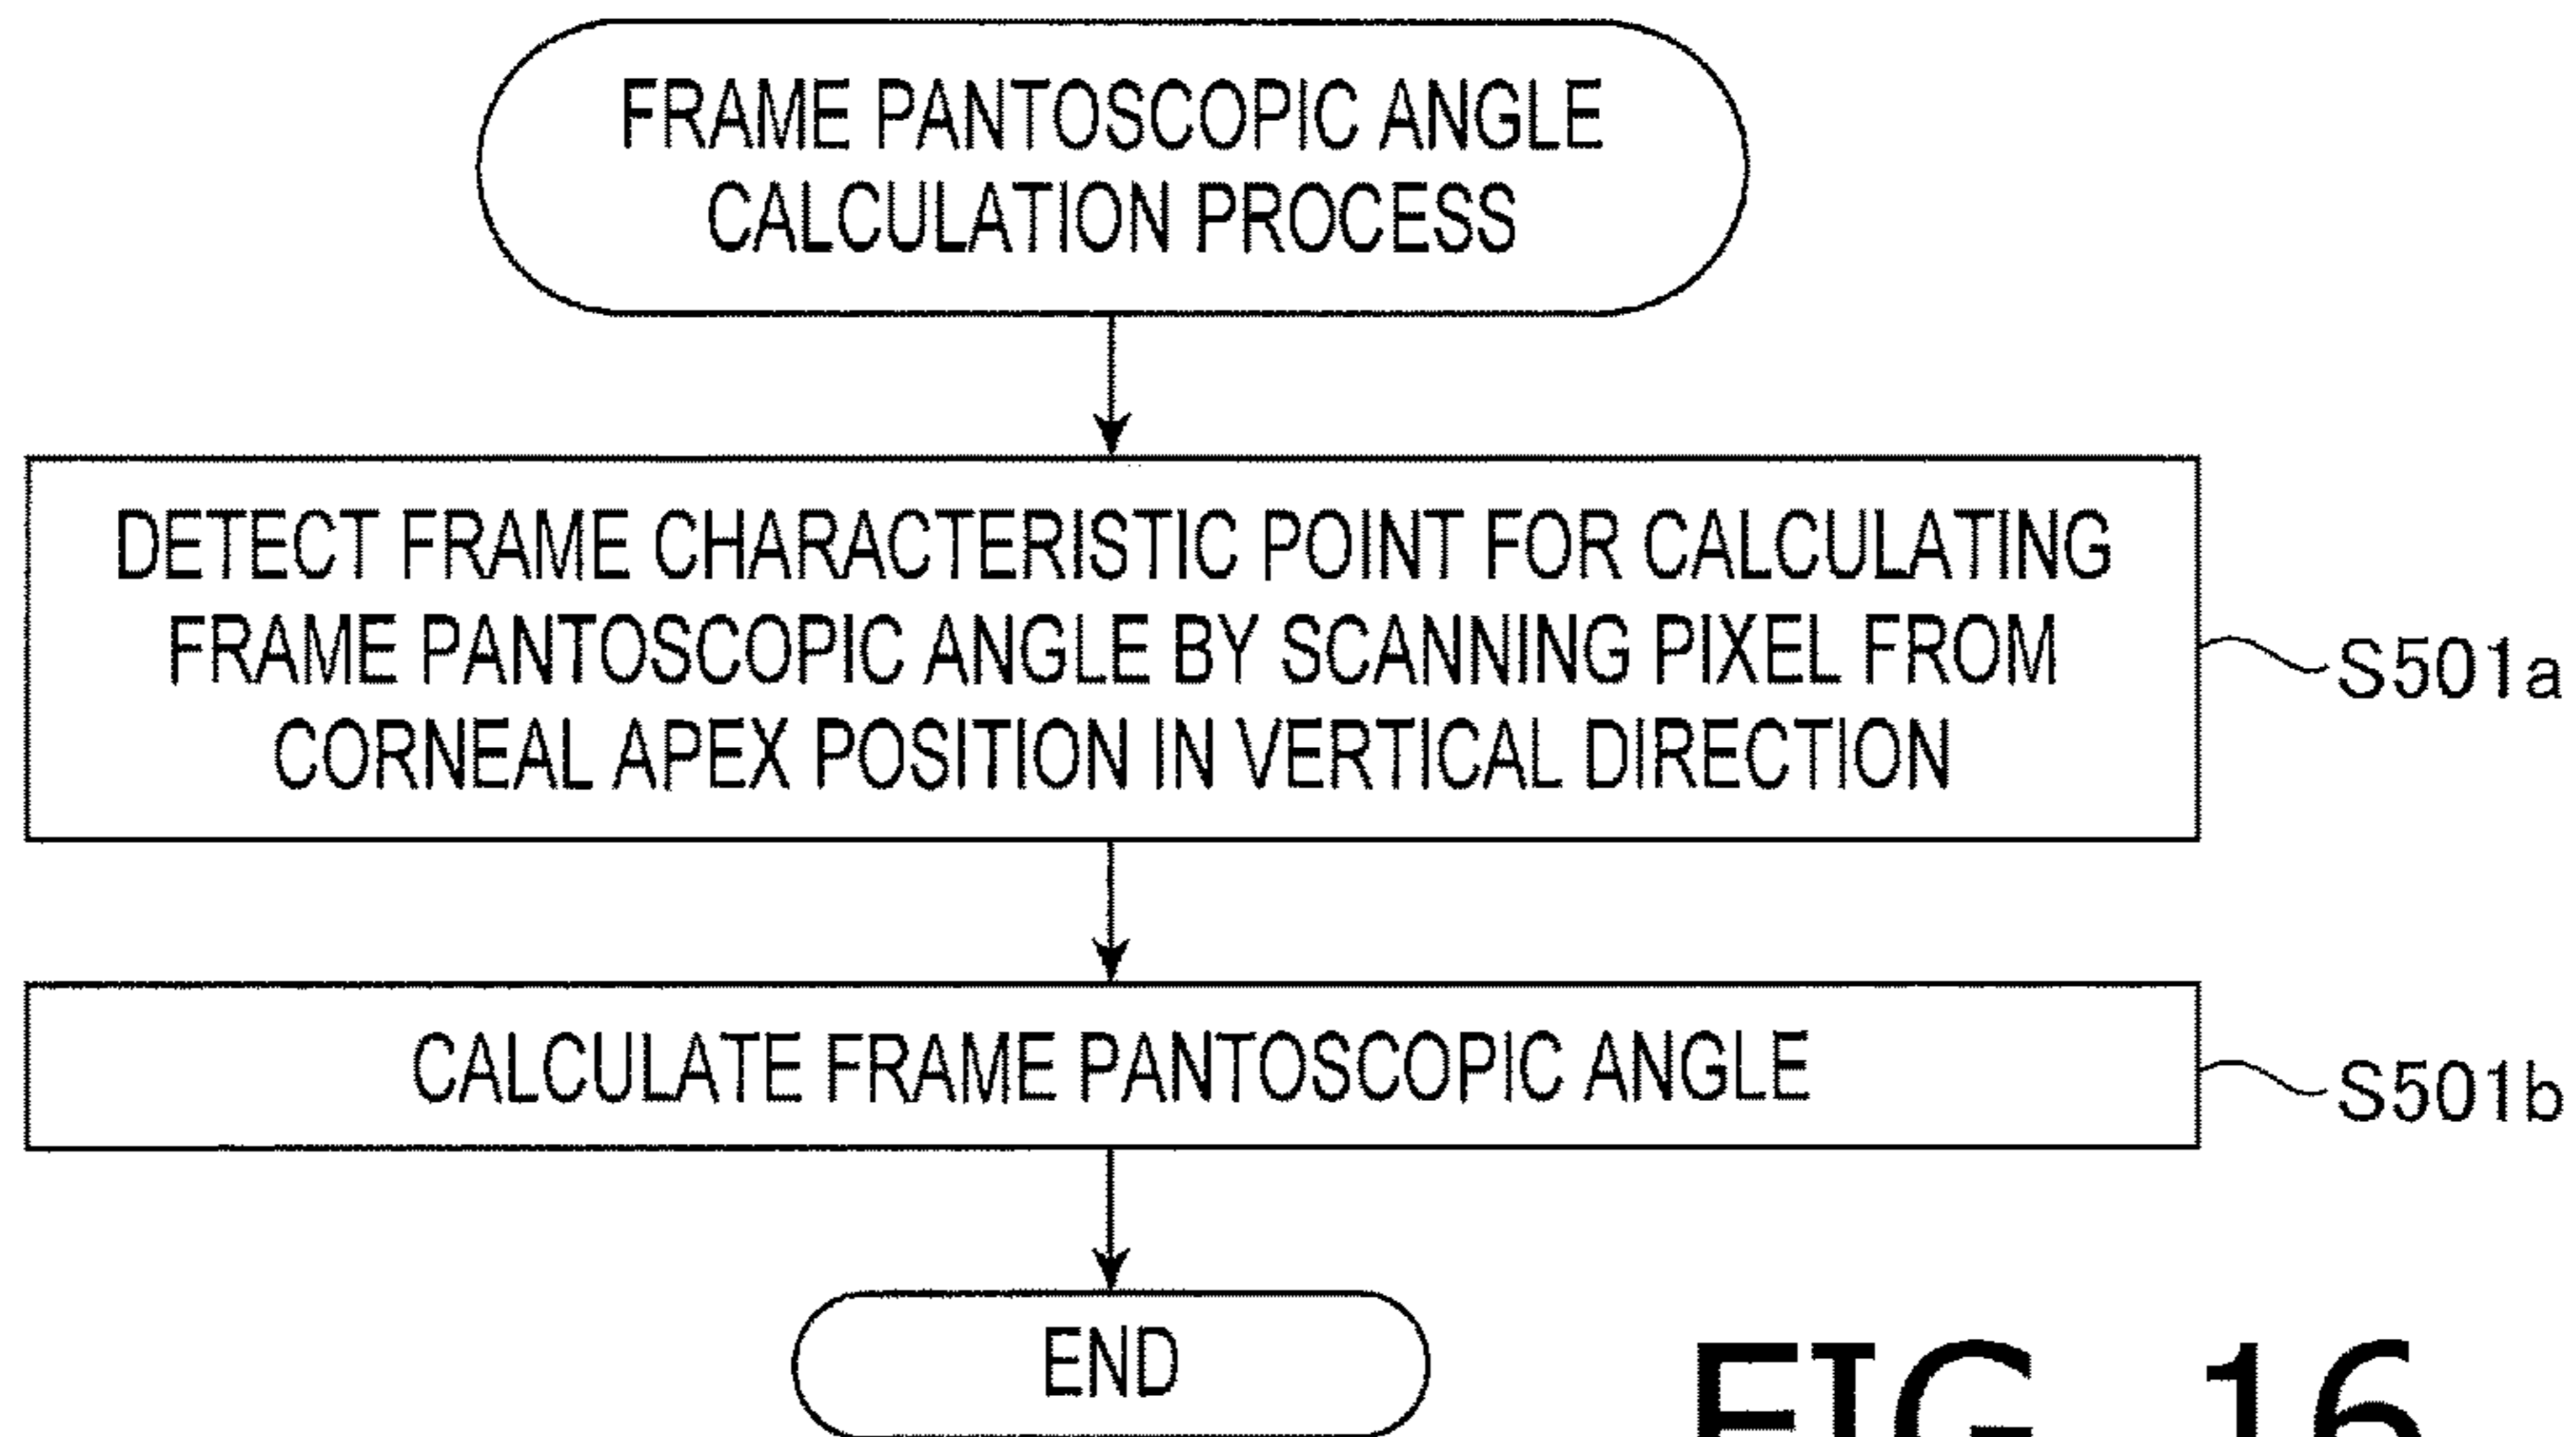 FRAME PANTOSCOPIC ANGLE
CALCULATION PROCESS
DETECT FRAME CHARACTERISTIC POINT FOR CALCULATING
FRAME PANTOSCOPIC ANGLE BY SCANNING PIXEL FROM
CORNEAL APEX POSITION IN VERTICAL DIRECTION
S501a
CALCULATE FRAME PANTOSCOPIC ANGLE
S501b
END
FIG. 16